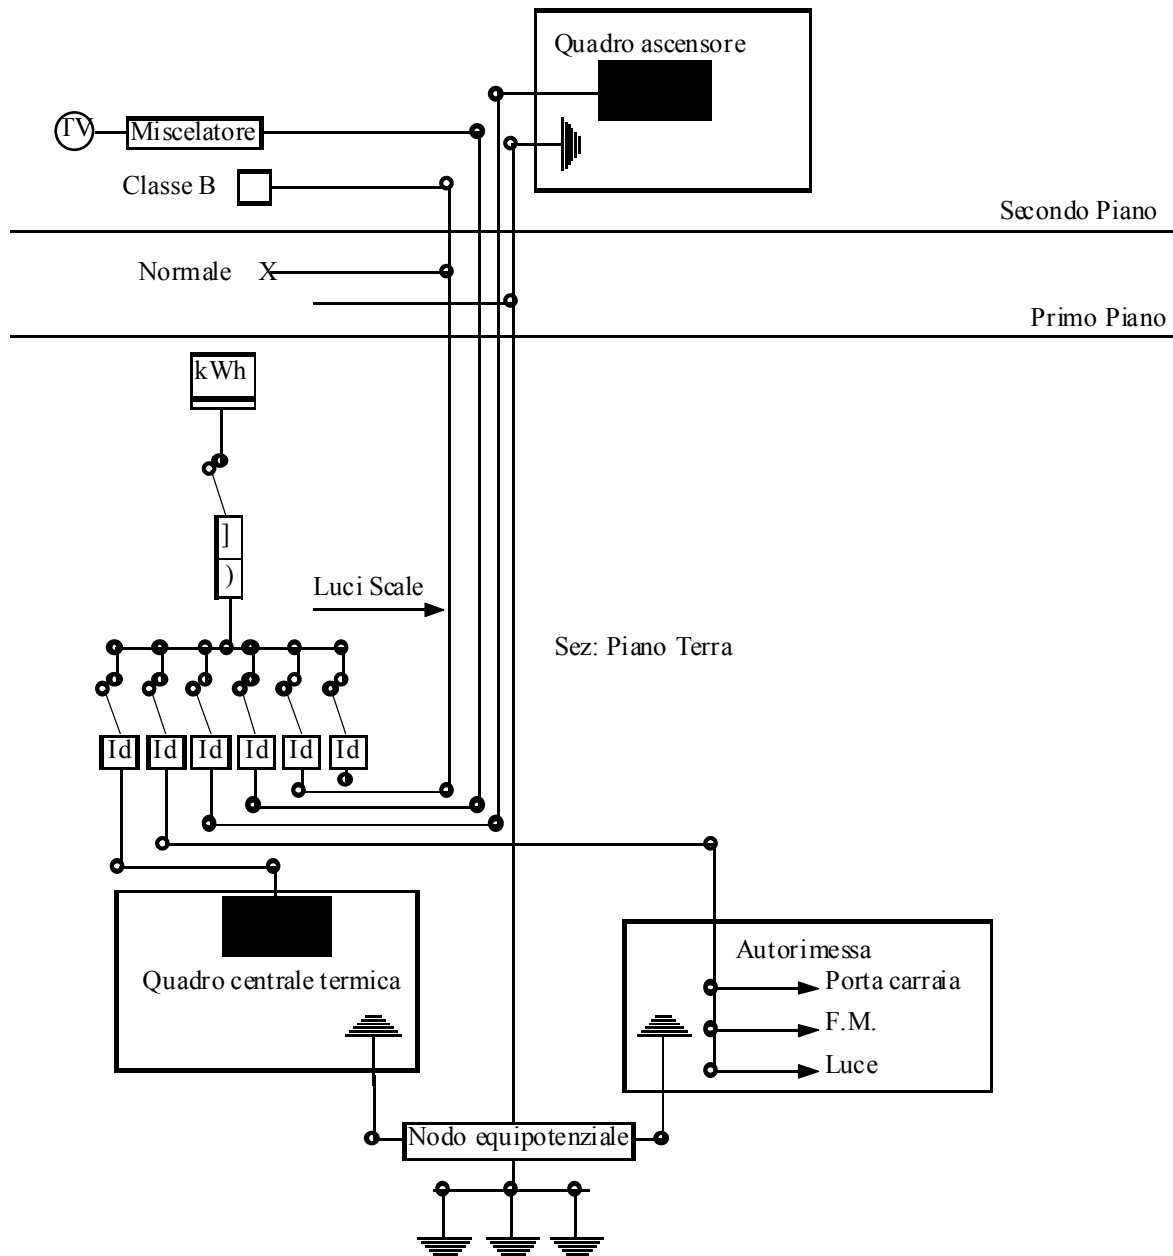 Quadro ascensore
TV
Miscelatore
Classe B
Secondo Piano
Normale X
Primo Piano
kWh
]
)
Luci Scale
Sez: Piano Terra
Id Id Id Id Id Id
Autorimessa
Quadro centrale termica
Porta carraia
F.M.
Luce
Nodo equipotenziale